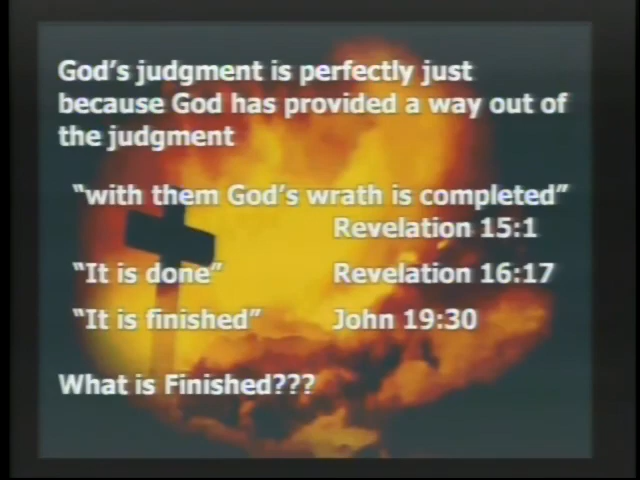 God's judgment is perfectly just
because God has provided a way out of
the judgment
"with them God's wrath is completed"
Revelation 15:1
"It is done" Revelation 16:17
"It is finished" John 19:30
What is Finished???